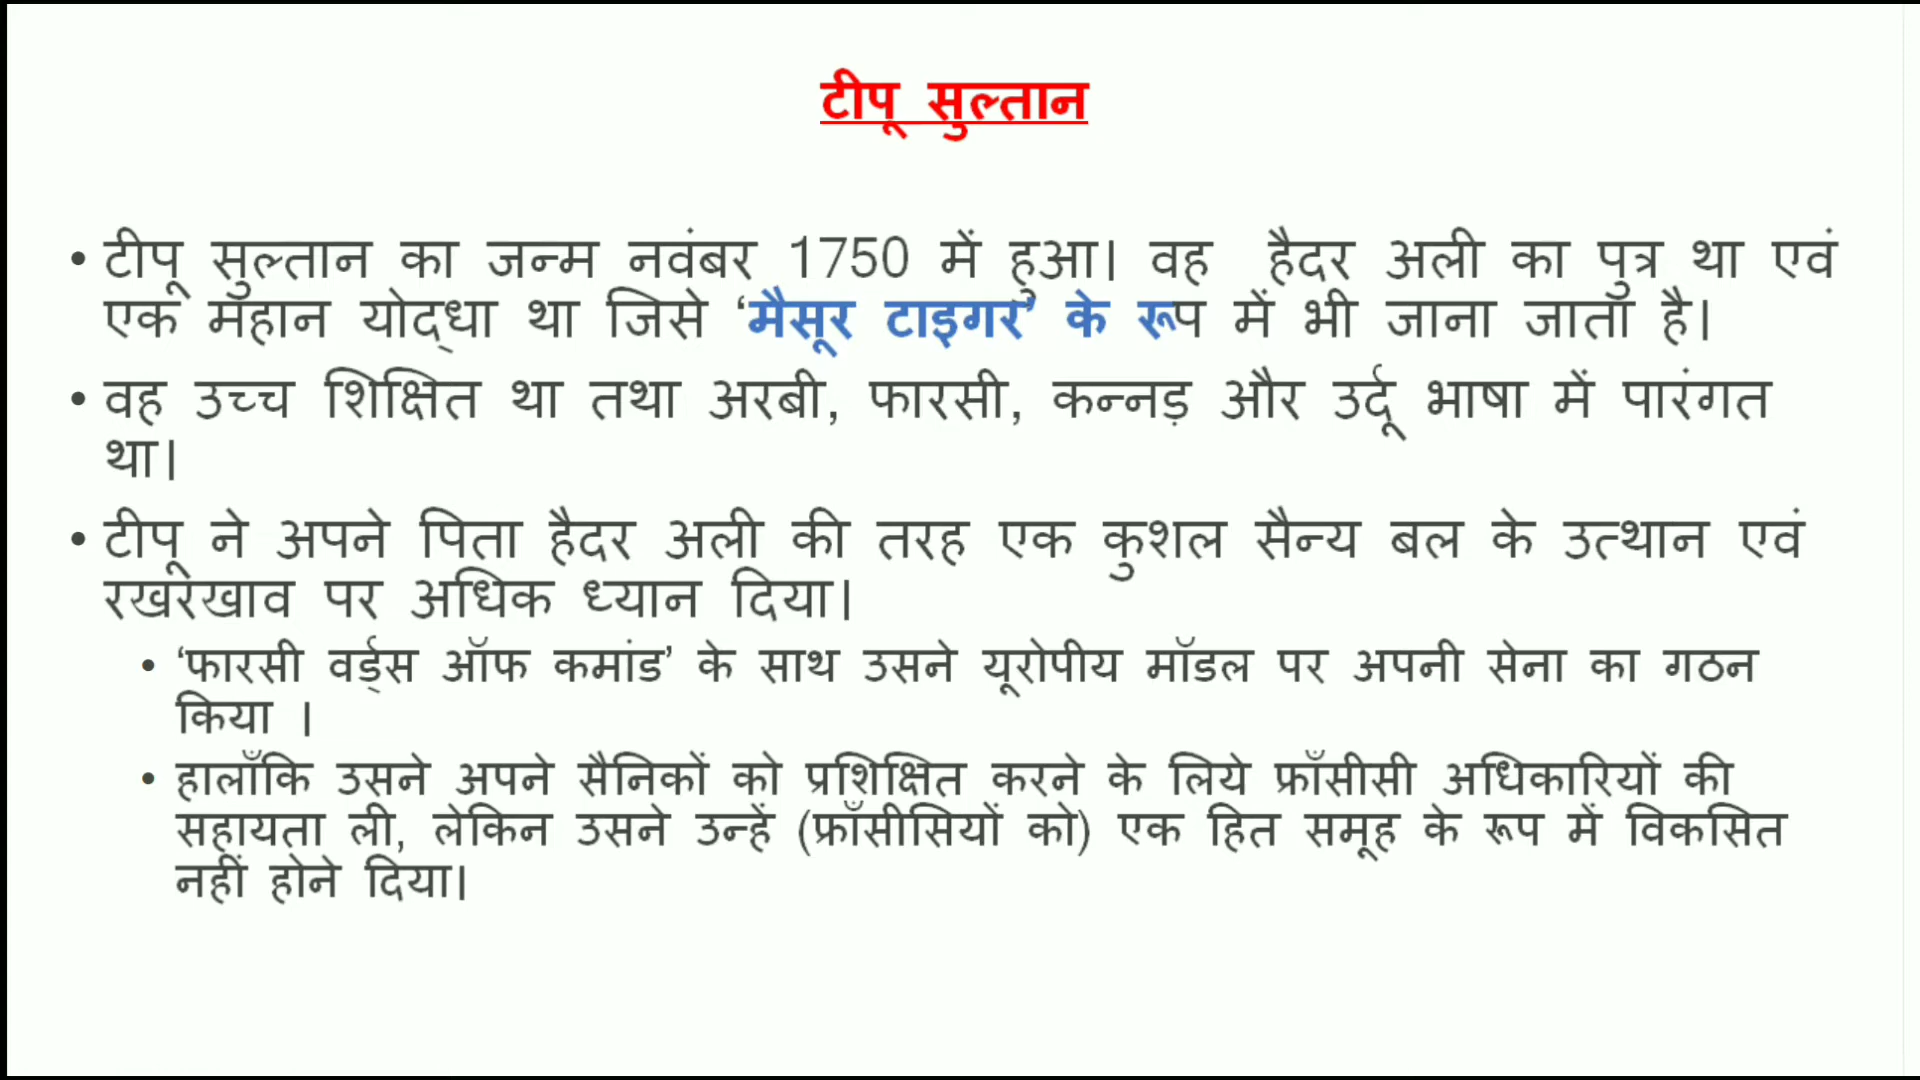 टीपू सुल्तान
• टीपू सुल्तान का जन्म नवंबर 1750 में हुआ। वह हैदर अली का पुत्र था एवं
एक महान योद्धा था जिसे ‘मैसूर टाइगर’ के रूप में भी जाना जाता है।
• वह उच्च शिक्षित था तथा अरबी, फारसी, कन्नड़ और उर्दू भाषा में पारंगत
था।
• टीपू ने अपने पिता हैदर अली की तरह एक कुशल सैन्य बल के उत्थान एवं
रखरखाव पर अधिक ध्यान दिया।
• ‘फारसी वर्ड्स ऑफ कमांड’ के साथ उसने यूरोपीय मॉडल पर अपनी सेना का गठन
किया ।
• हालाँकि उसने अपने सैनिकों को प्रशिक्षित करने के लिये फ्राँसीसी अधिकारियों की
सहायता ली, लेकिन उसने उन्हें (फ्राँसीसियों को) एक हित समूह के रूप में विकसित
नहीं होने दिया।